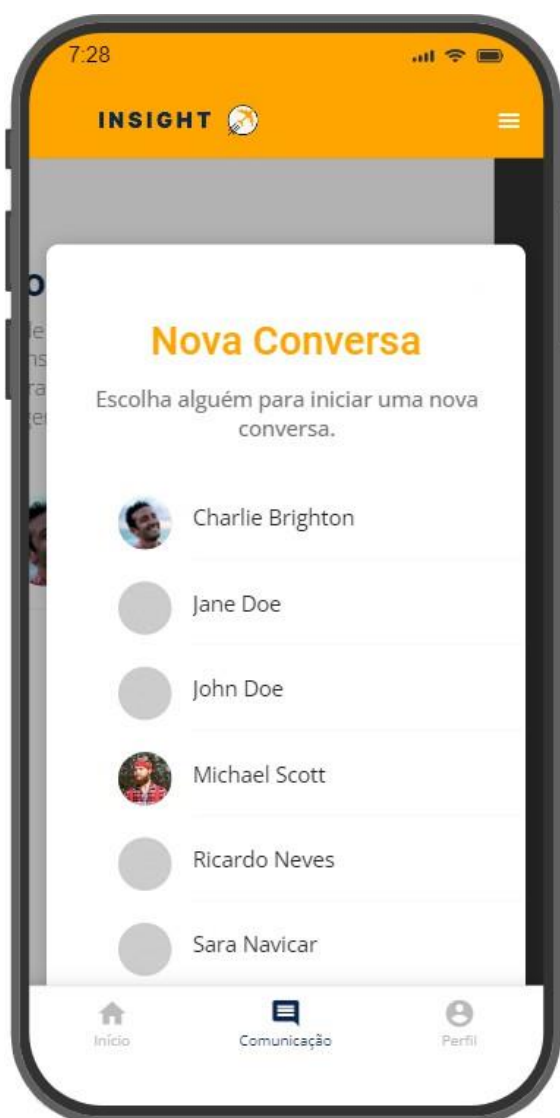 7:28
INSIGHT
Nova Conversa
Escolha alguém para iniciar uma nova
conversa.
Charlie Brighton
Jane Doe
John Doe
Michael Scott
Ricardo Neves
Sara Navicar
Início
Comunicação
Perfil